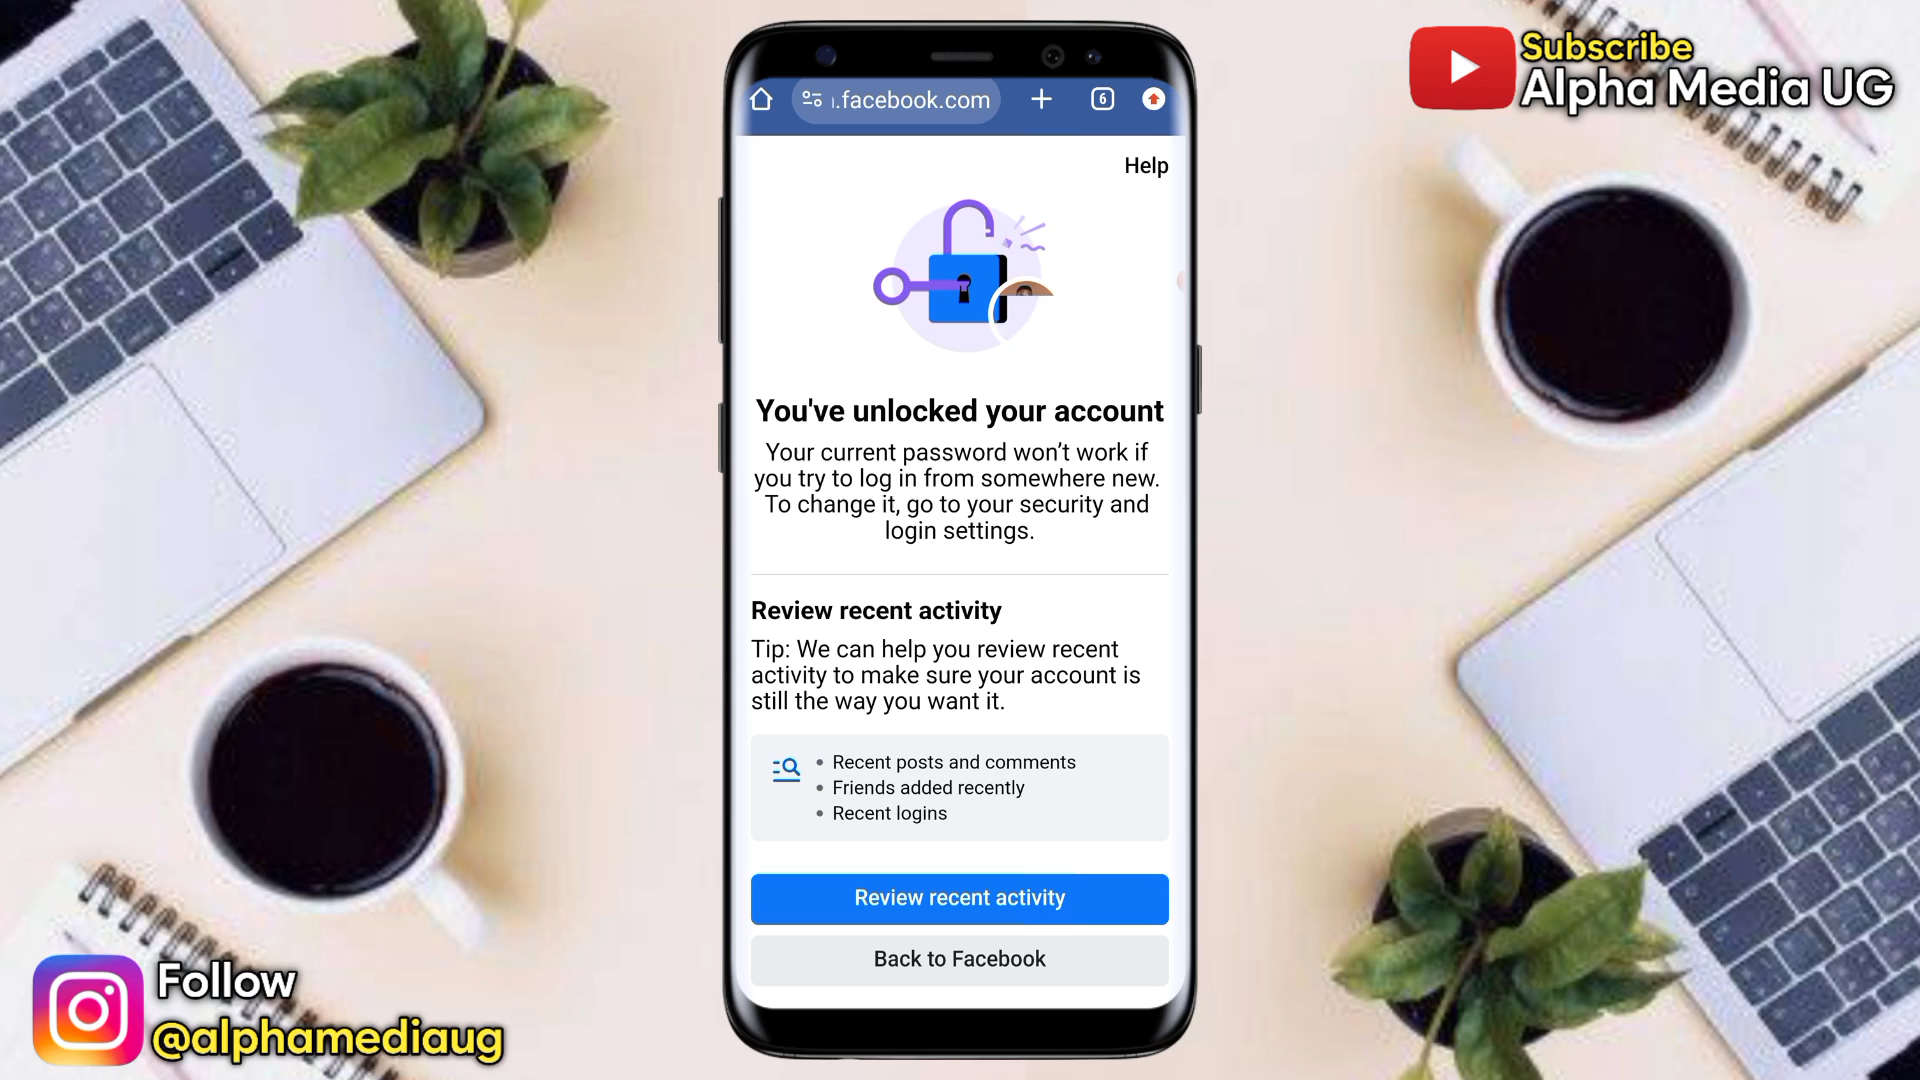 Subscribe
Alpha Media UG
.facebook.com
6
Help
You've unlocked your account
Your current password won’t work if
you try to log in from somewhere new.
To change it, go to your security and
login settings.
Review recent activity
Tip: We can help you review recent
activity to make sure your account is
still the way you want it.
• Recent posts and comments
• Friends added recently
• Recent logins
Review recent activity
Back to Facebook
Follow
@alphamediaug